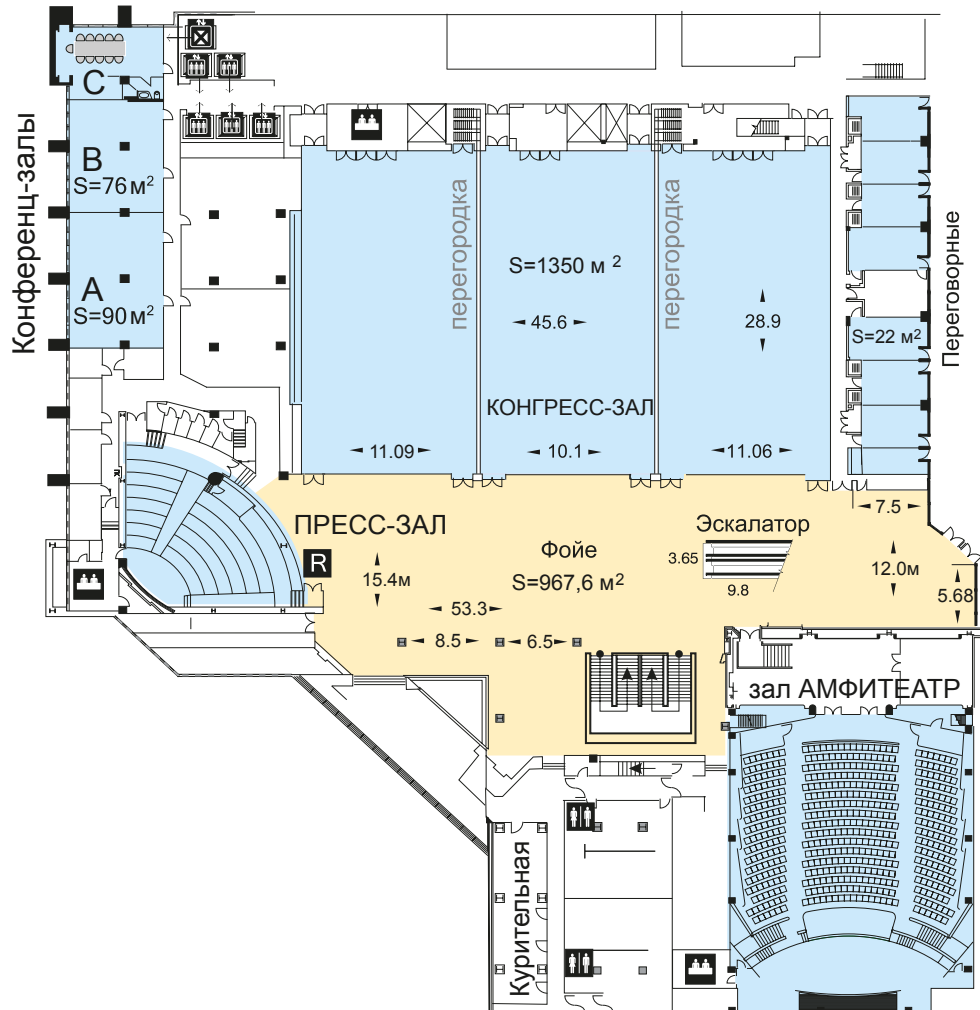 Конференц-залы
C
B
S=76 м²
A
S=90 м²
перегородка
S=1350 м ²
45.6
КОНГРЕСС-ЗАЛ
перегородка
28.9
11.09
10.1
11.06
Переговорные
S=22 м²
ПРЕСС-ЗАЛ
R
15.4м
53.3
8.5
6.5
Фойе
S=967,6 м²
Эскалатор
3.65
9.8
7.5
12.0м
5.68
зал АМФИТЕАТР
Курительная